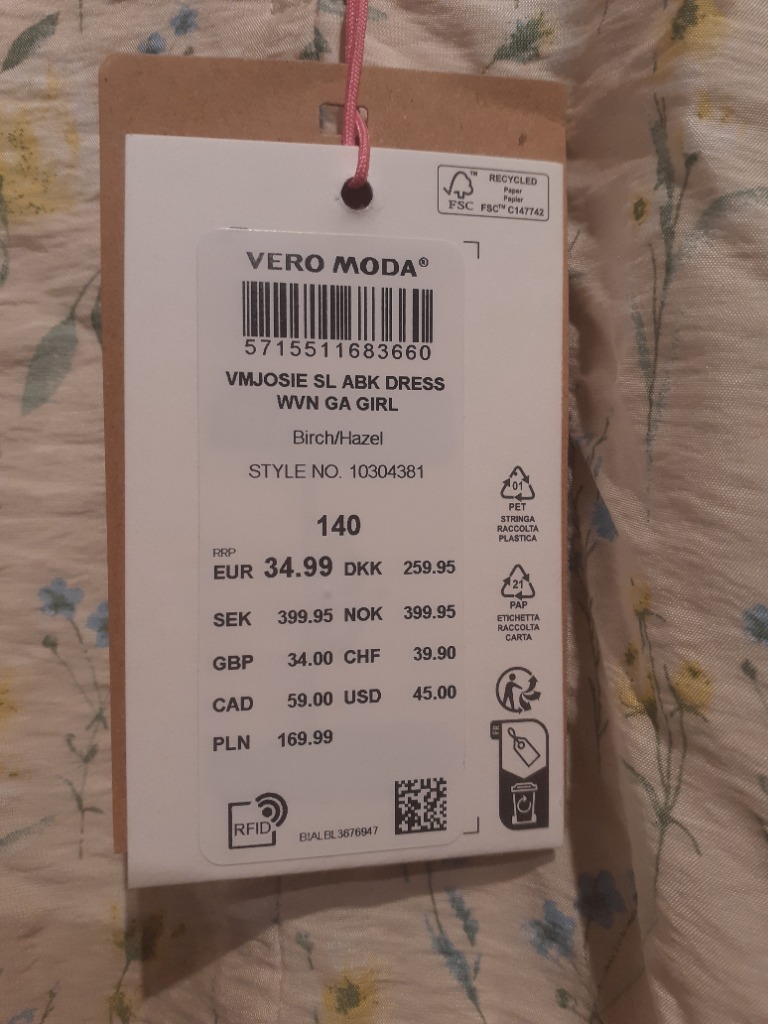 RECYCLED
Paper
Papier
FSC™ C147742
FSC™
VERO MODA®
5715511683660
VMJOSIE SL ABK DRESS
WVN GA GIRL
Birch/Hazel
STYLE NO. 10304381
140
RRP
EUR 34.99 DKK 259.95
SEK 399.95 NOK 399.95
GBP 34.00 CHF 39.90
CAD 59.00 USD 45.00
PLN 169.99
RFID
BIALBL3676947
01
PET
STRINGA
RACCOLTA
PLASTICA
21
PAP
ETICHETTA
RACCOLTA
CARTA
FR